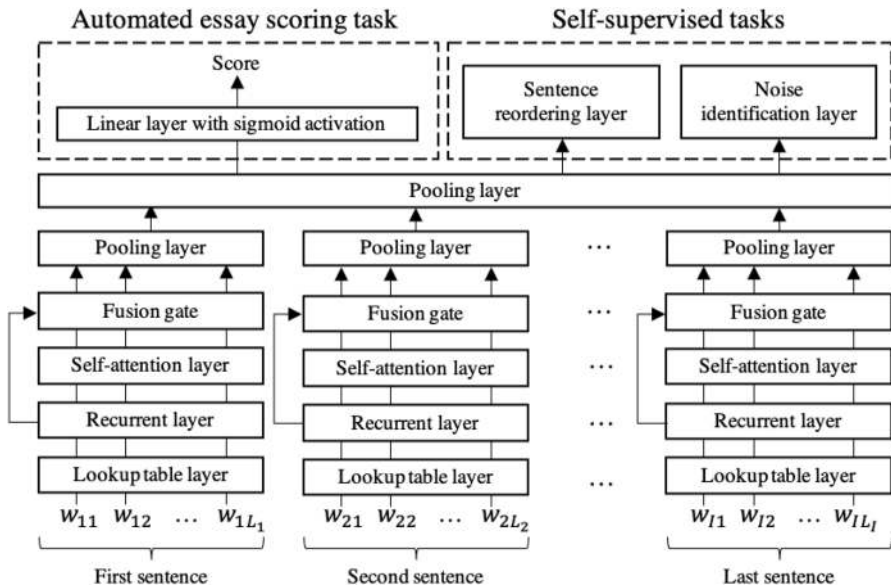 Automated essay scoring task Self-supervised tasks
Score
Linear layer with sigmoid activation
Sentence
reordering layer
Noise
identification layer
Pooling layer
Pooling layer Pooling layer ... Pooling layer
Fusion gate Fusion gate ... Fusion gate
Self-attention layer Self-attention layer ... Self-attention layer
Recurrent layer Recurrent layer ... Recurrent layer
Lookup table layer Lookup table layer ... Lookup table layer
w₁₁ w₁₂ ... w₁L₁ w₂₁ w₂₂ ... w₂L₂ wI1 wI2 ... wILI
First sentence Second sentence Last sentence